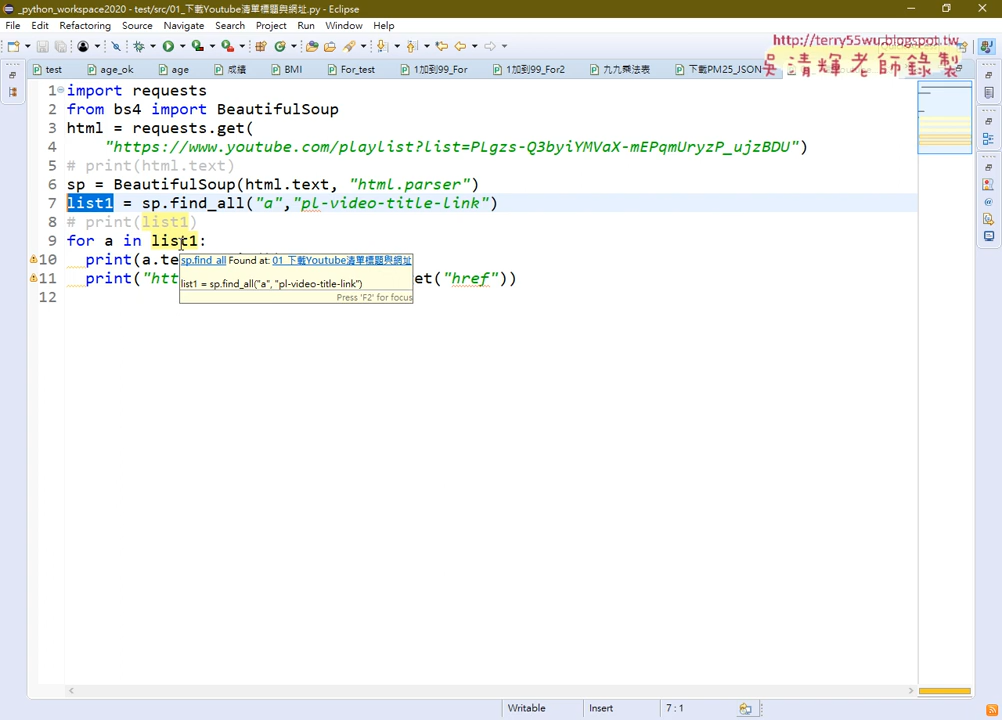 _python_workspace2020 - test/src/01_下載Youtube清單標題與網址.py - Eclipse
File Edit Refactoring Source Navigate Search Project Run Window Help
http://terry55wu.blogspot.tw
吳清輝老師錄製
test age_ok age 成績 BMI For_test 1加到99_For 1加到99_For2 九九乘法表 下載PM25_JSON
1 import requests
2 from bs4 import BeautifulSoup
3 html = requests.get(
4 "https://www.youtube.com/playlist?list=PLgzs-Q3byiYMVaX-mEPqmUryzP_ujzBDU")
5 # print(html.text)
6 sp = BeautifulSoup(html.text, "html.parser")
7 list1 = sp.find_all("a","pl-video-title-link")
8 # print(list1)
9 for a in list1:
10 print(a.te
sp.find_all Found at: 01_下載Youtube清單標題與網址
11 print("htt et("href"))
list1 = sp.find_all("a", "pl-video-title-link")
Press 'F2' for focus
12
Writable Insert 7 : 1